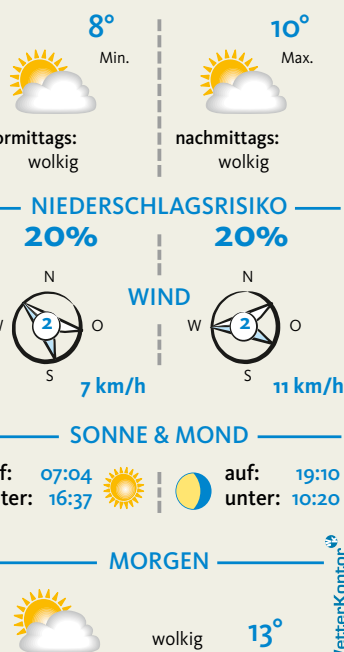 8° 10°
Min. Max.
ormittags: nachmittags:
wolkig wolkig
NIEDERSCHLAGSRISIKO
20% 20%
N N
WIND
2 O W 2 O
S S
7 km/h 11 km/h
SONNE & MOND
f: 07:04 auf: 19:10
ter: 16:37 unter: 10:20
MORGEN
wolkig 13°
WetterKontor